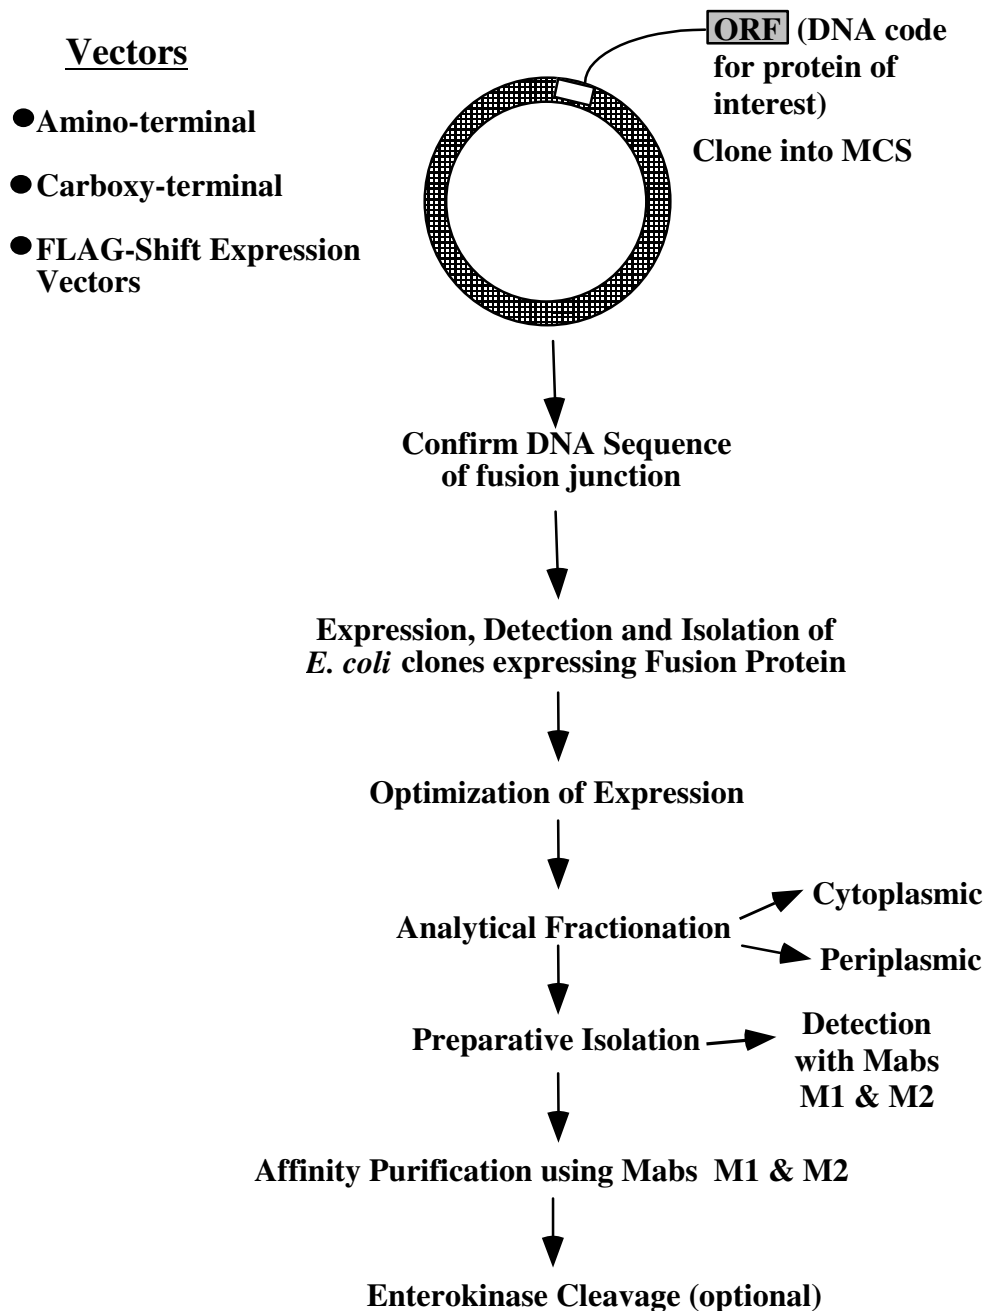 Vectors
Amino-terminal
Carboxy-terminal
FLAG-Shift Expression
Vectors
ORF (DNA code
for protein of
interest)
Clone into MCS
Confirm DNA Sequence
of fusion junction
Expression, Detection and Isolation of
E. coli clones expressing Fusion Protein
Optimization of Expression
Analytical Fractionation
Cytoplasmic
Periplasmic
Preparative Isolation
Detection
with Mabs
M1 & M2
Affinity Purification using Mabs M1 & M2
Enterokinase Cleavage (optional)